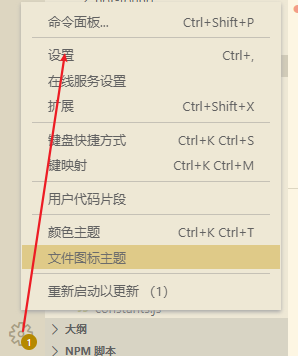 命令面板... Ctrl+Shift+P
设置 Ctrl+,
在线服务设置
扩展 Ctrl+Shift+X
键盘快捷方式 Ctrl+K Ctrl+S
键映射 Ctrl+K Ctrl+M
用户代码片段
颜色主题 Ctrl+K Ctrl+T
文件图标主题
重新启动以更新 (1)
constants.js
1
大纲
NPM 脚本